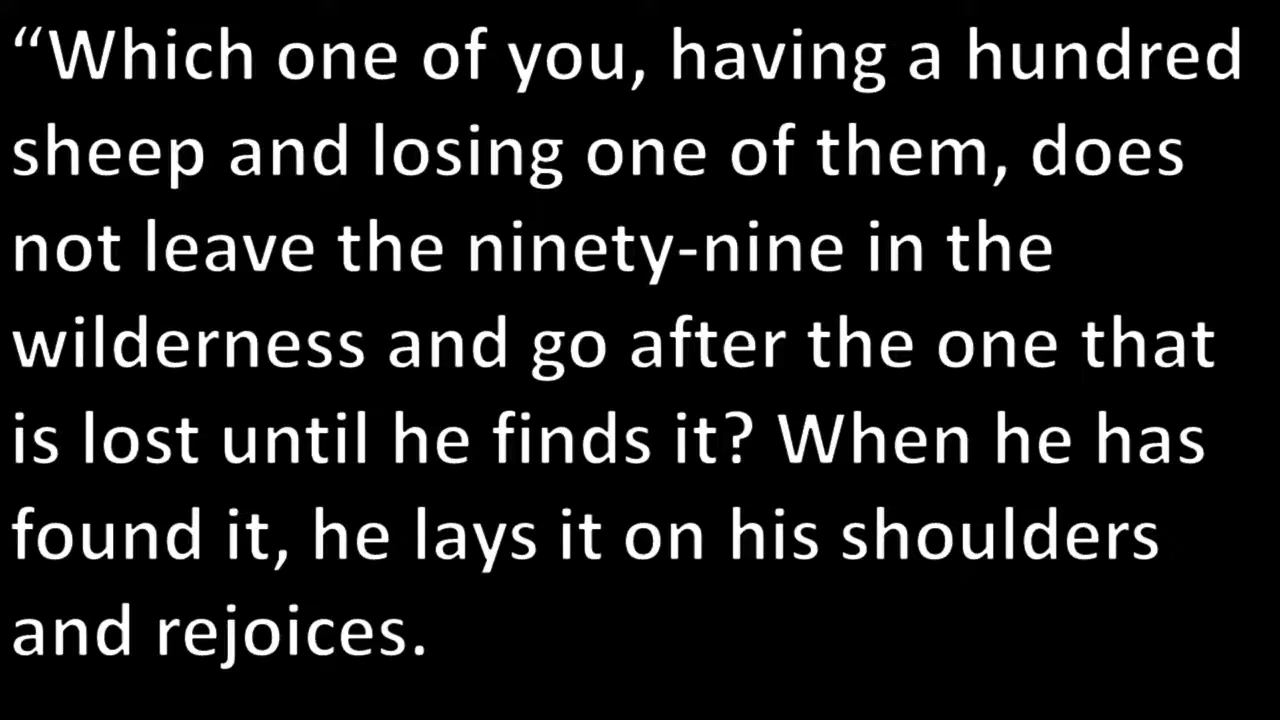 “Which one of you, having a hundred
sheep and losing one of them, does
not leave the ninety-nine in the
wilderness and go after the one that
is lost until he finds it? When he has
found it, he lays it on his shoulders
and rejoices.